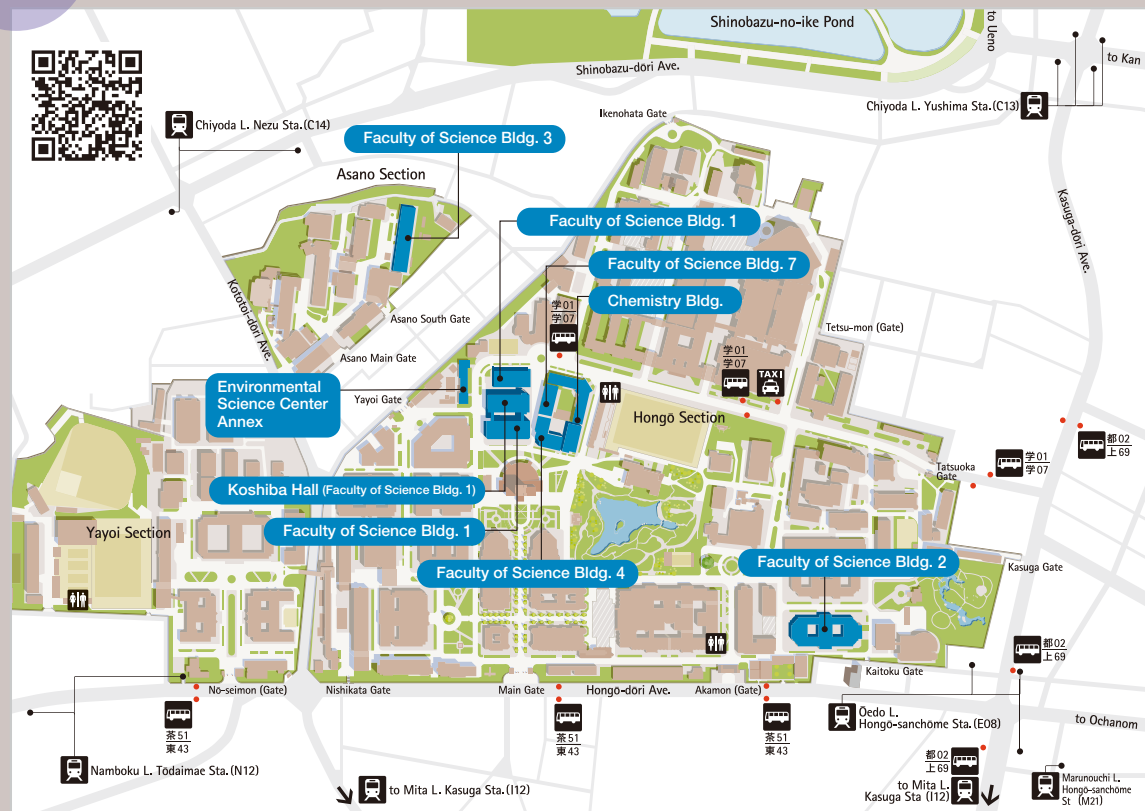 Shinobazu-no-ike Pond
to Ueno
to Kan
Shinobazu-dōri Ave.
Chiyoda L. Yushima Sta.(C13)
Ikenohata Gate
Chiyoda L. Nezu Sta.(C14)
Faculty of Science Bldg. 3
Asano Section
Kasuga-dōri Ave.
Faculty of Science Bldg. 1
Faculty of Science Bldg. 7
Chemistry Bldg.
Kototoi-dōri Ave.
学01
学07
Asano South Gate
Tetsu-mon (Gate)
Asano Main Gate
学01
学07
TAXI
Environmental
Science Center
Annex
Yayoi Gate
Hongō Section
都02
上69
学01
学07
Tatsuoka
Gate
Koshiba Hall (Faculty of Science Bldg. 1)
Yayoi Section
Faculty of Science Bldg. 1
Faculty of Science Bldg. 4
Faculty of Science Bldg. 2
Kasuga Gate
都02
上69
Kaitoku Gate
Nō-seimon (Gate)
Nishikata Gate
Main Gate
Hongō-dōri Ave.
Akamon (Gate)
茶51
東43
茶51
東43
茶51
東43
Ōedo L.
Hongō-sanchōme Sta.(E08)
to Ochanom
都02
上69
Namboku L. Tōdaimae Sta.(N12)
to Mita L. Kasuga Sta.(I12)
to Mita L.
Kasuga Sta (I12)
Marunouchi L.
Hongō-sanchōme
St (M21)